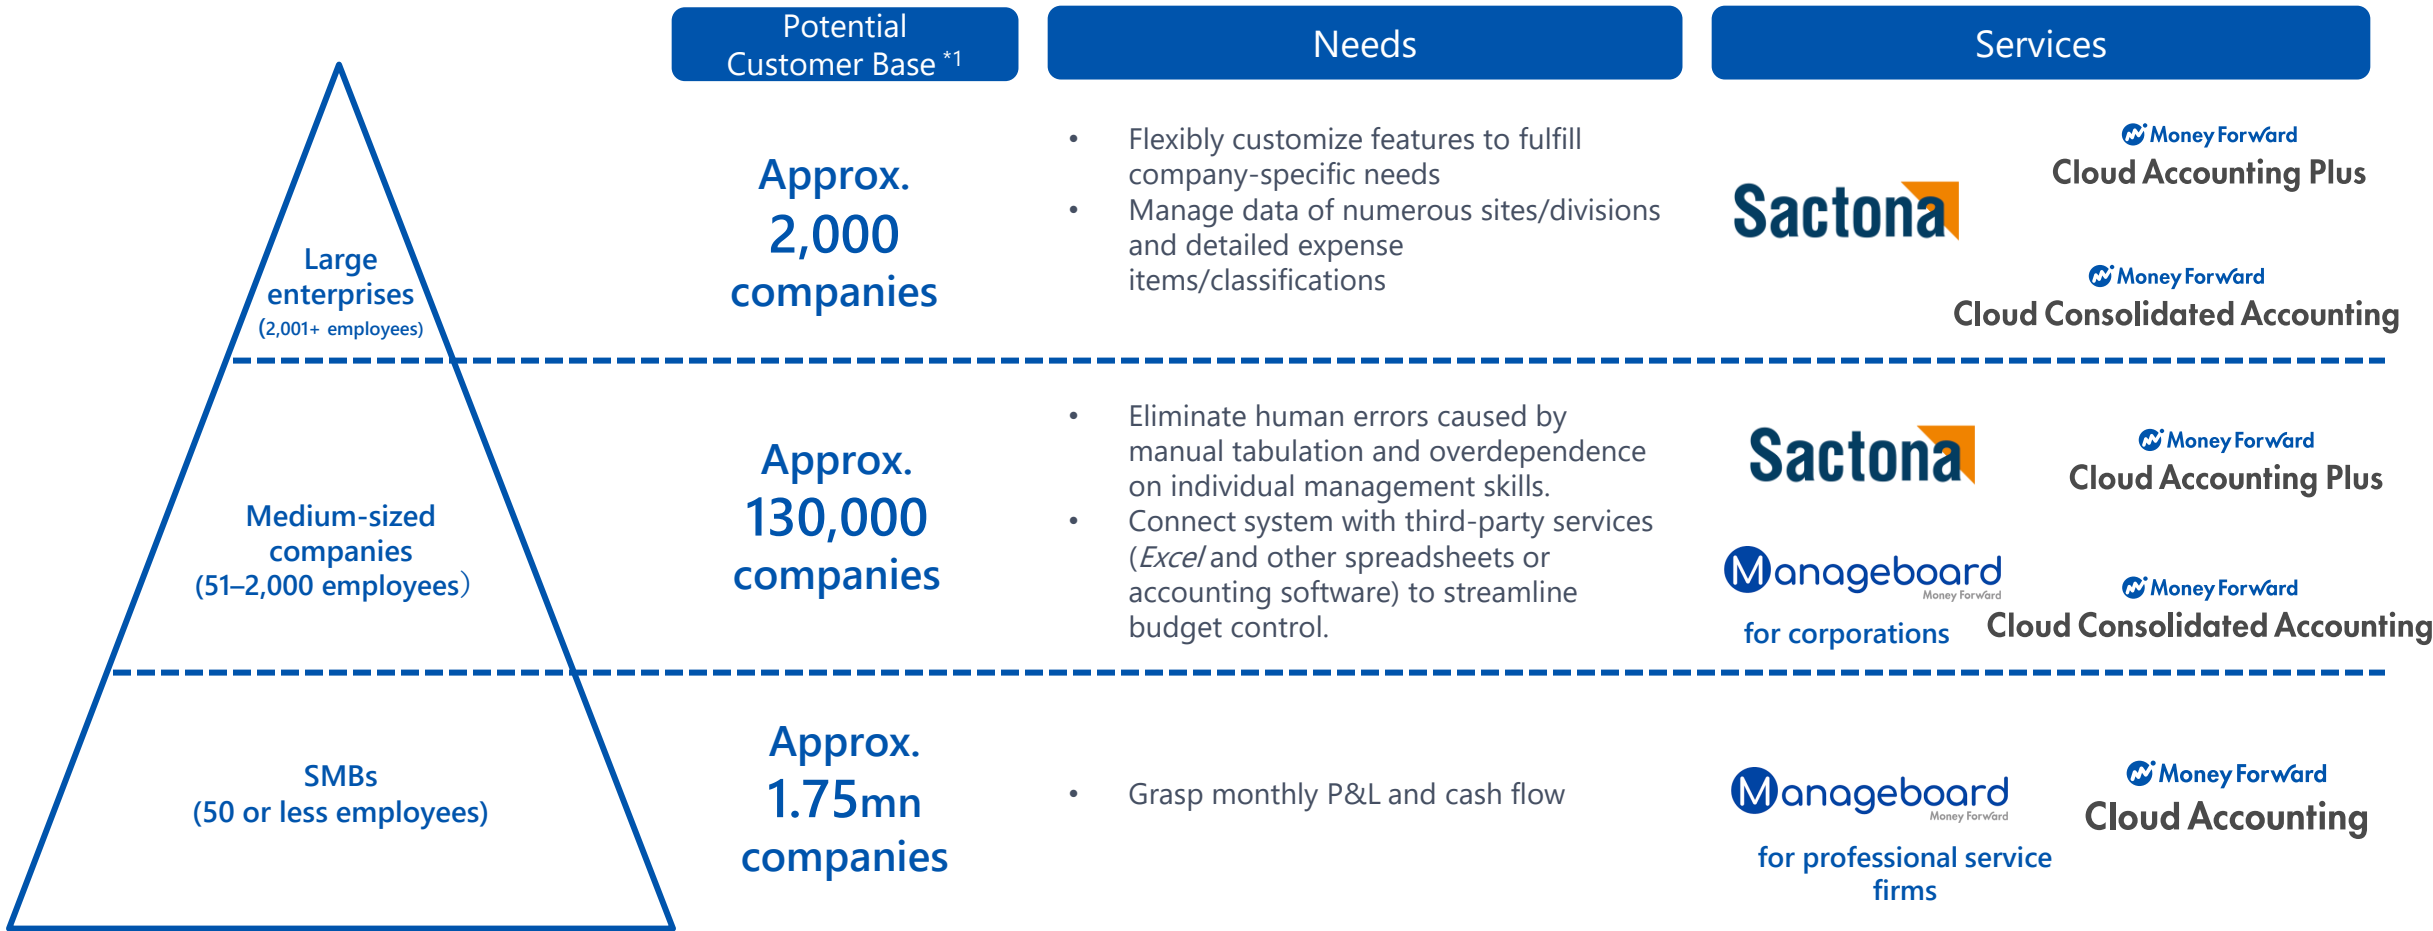 Potential
Customer Base *1
Needs
Services
Large
enterprises
(2,001+ employees)
Approx.
2,000
companies
• Flexibly customize features to fulfill
company-specific needs
• Manage data of numerous sites/divisions
and detailed expense
items/classifications
Sactona
Money Forward
Cloud Accounting Plus
Money Forward
Cloud Consolidated Accounting
Medium-sized
companies
(51–2,000 employees）
Approx.
130,000
companies
• Eliminate human errors caused by
manual tabulation and overdependence
on individual management skills.
• Connect system with third-party services
(Excel and other spreadsheets or
accounting software) to streamline
budget control.
Sactona
Money Forward
Cloud Accounting Plus
Manageboard
Money Forward
for corporations
Money Forward
Cloud Consolidated Accounting
SMBs
(50 or less employees)
Approx.
1.75mn
companies
• Grasp monthly P&L and cash flow
Manageboard
Money Forward
for professional service
firms
Money Forward
Cloud Accounting